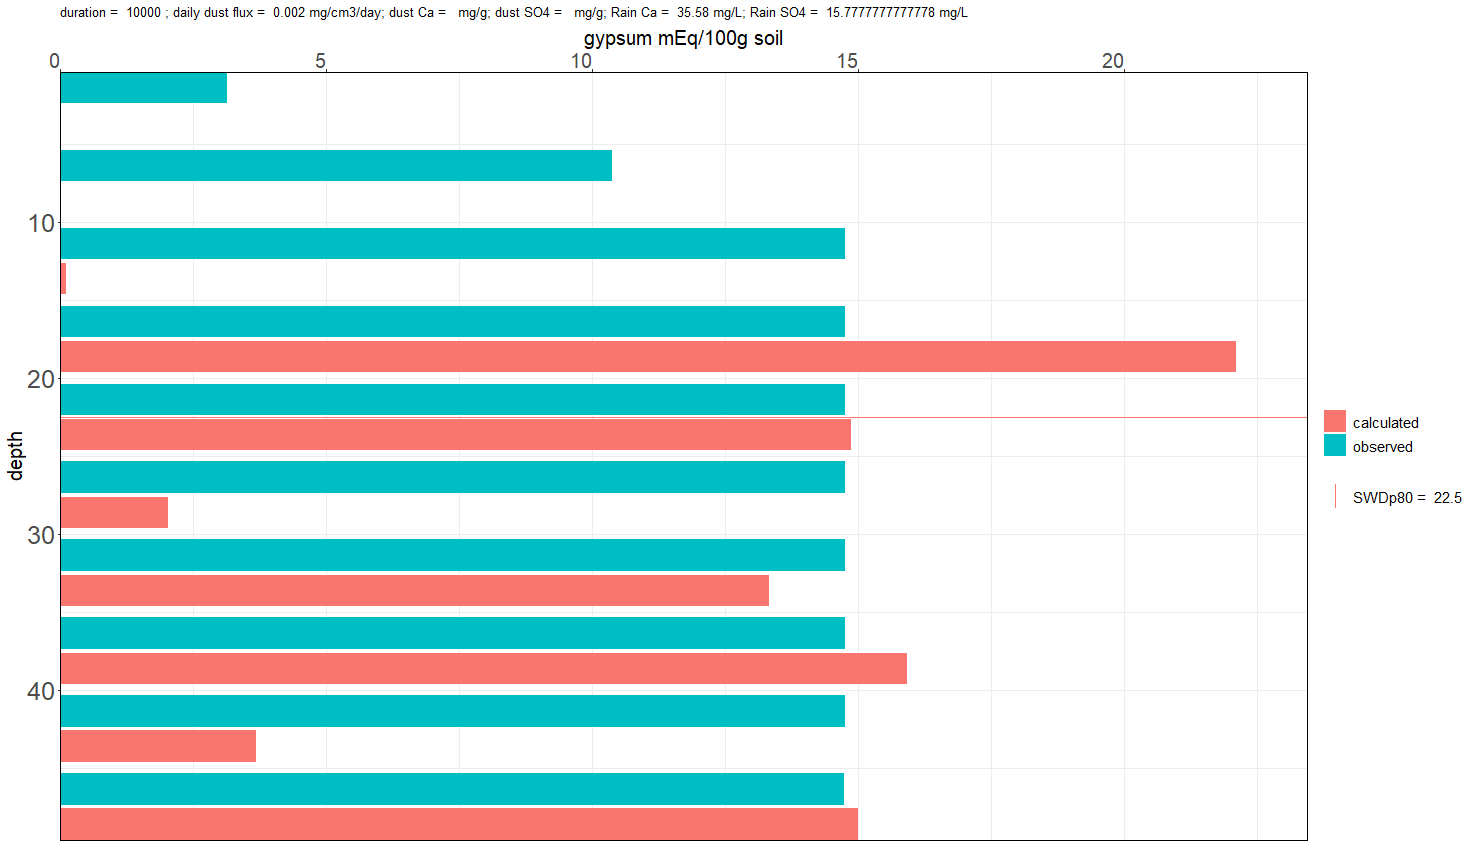 duration =  10000 ; daily dust flux =  0.002 mg/cm3/day; dust Ca =   mg/g; dust SO4 =   mg/g; Rain Ca =  35.58 mg/L; Rain SO4 =  15.7777777777778 mg/L
gypsum mEq/100g soil
0 5 10 15 20
10
20
30
40
depth
calculated
observed
SWDp80 =  22.5